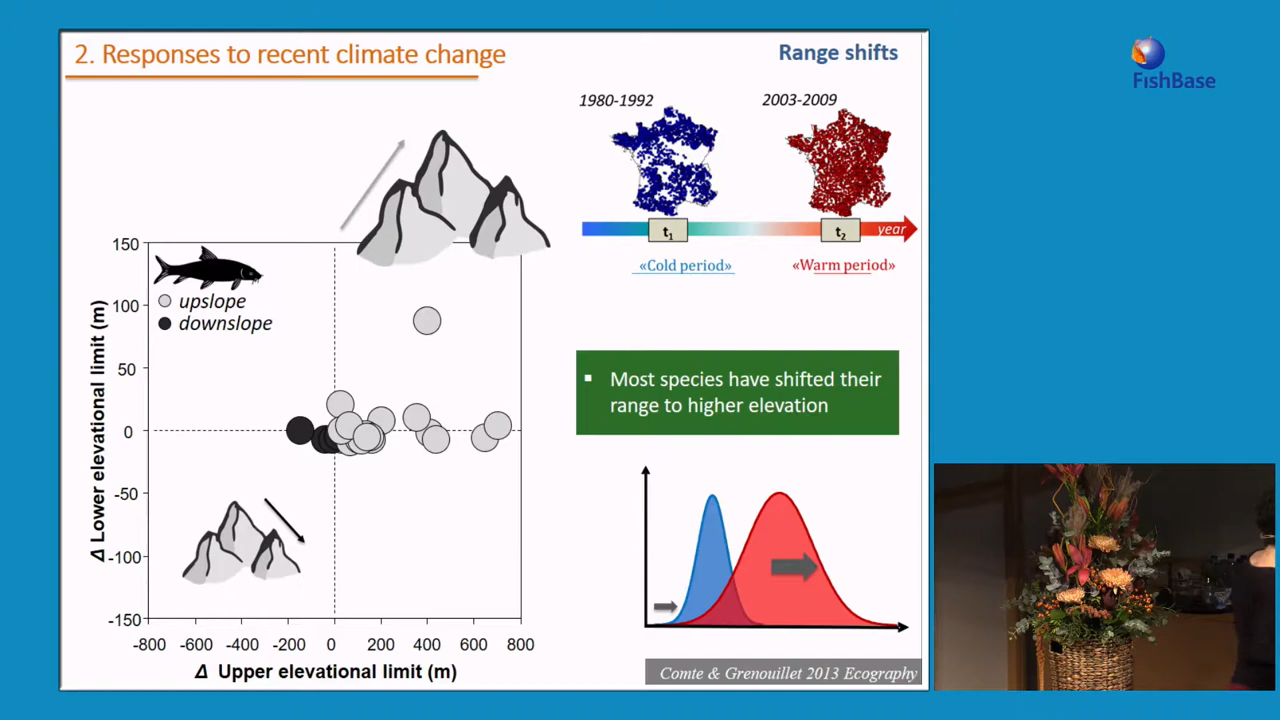 2. Responses to recent climate change
Range shifts
FishBase
1980-1992
2003-2009
t1
t2
year
«Cold period»
«Warm period»
upslope
downslope
150
100
50
0
-50
-100
-150
Δ Lower elevational limit (m)
-800
-600
-400
-200
0
200
400
600
800
Δ Upper elevational limit (m)
Most species have shifted their
range to higher elevation
Comte & Grenouillet 2013 Ecography